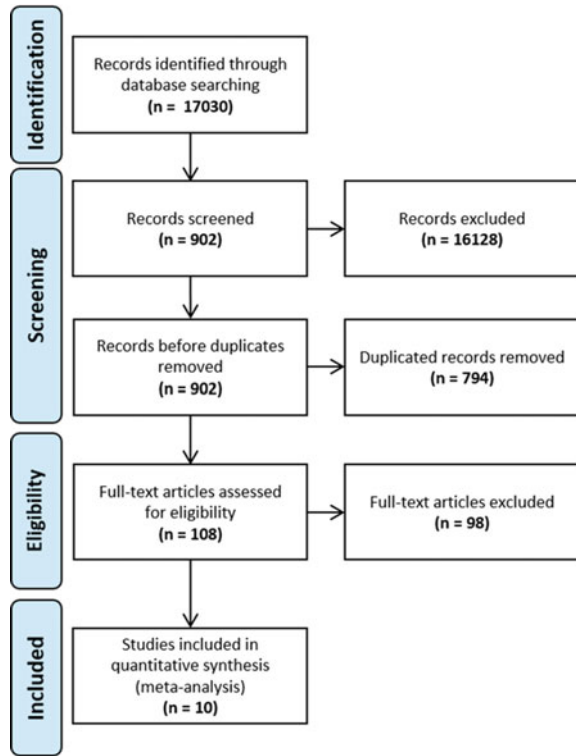 Identification
Records identified through
database searching
(n = 17030)
Screening
Records screened
(n = 902)
Records excluded
(n = 16128)
Records before duplicates
removed
(n = 902)
Duplicated records removed
(n = 794)
Eligibility
Full-text articles assessed
for eligibility
(n = 108)
Full-text articles excluded
(n = 98)
Included
Studies included in
quantitative synthesis
(meta-analysis)
(n = 10)